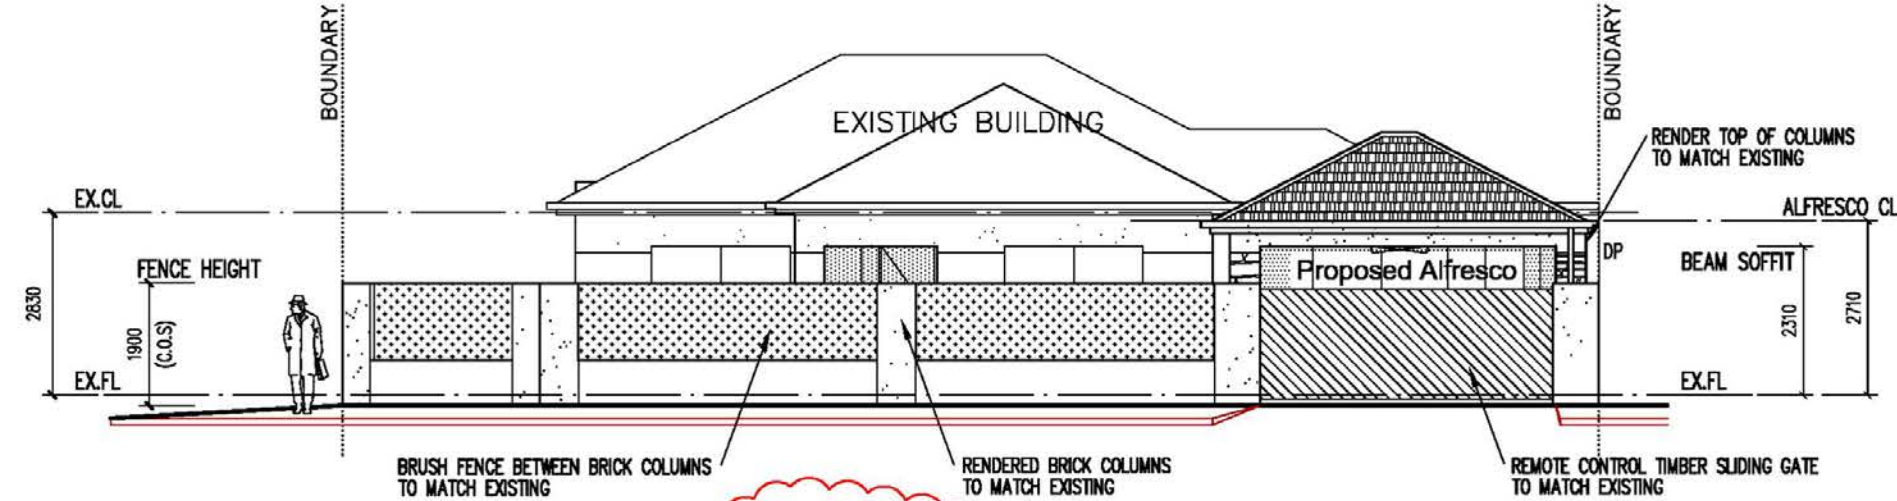 BOUNDARY
BOUNDARY
EXISTING BUILDING
RENDER TOP OF COLUMNS
TO MATCH EXISTING
EX.CL
ALFRESCO CL
DP
FENCE HEIGHT
BEAM SOFFIT
Proposed Alfresco
28830
1900
(C.O.S)
2310
2710
EX.FL
EX.FL
BRUSH FENCE BETWEEN BRICK COLUMNS
TO MATCH EXISTING
RENDERED BRICK COLUMNS
TO MATCH EXISTING
REMOTE CONTROL TIMBER SLIDING GATE
TO MATCH EXISTING